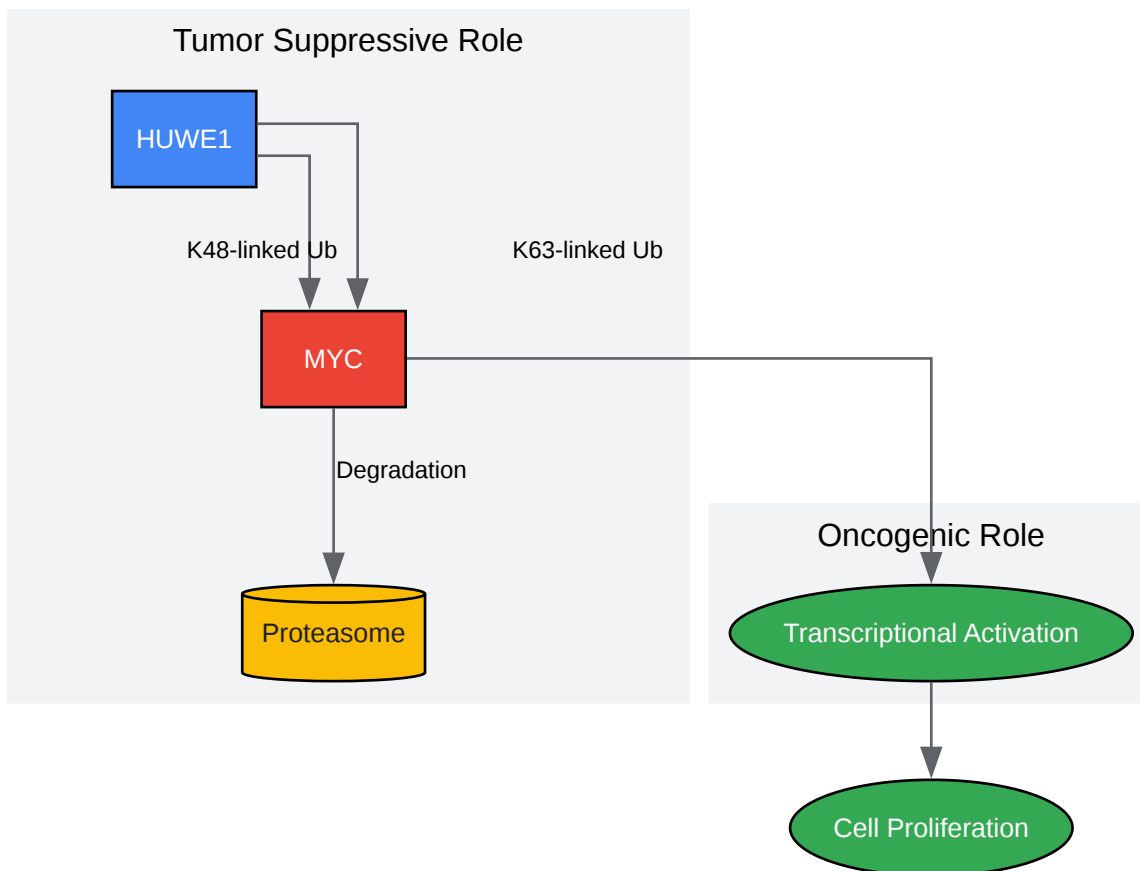 Tumor Suppressive Role
HUWE1
K48-linked Ub
K63-linked Ub
MYC
Degradation
Oncogenic Role
Proteasome
Transcriptional Activation
Cell Proliferation